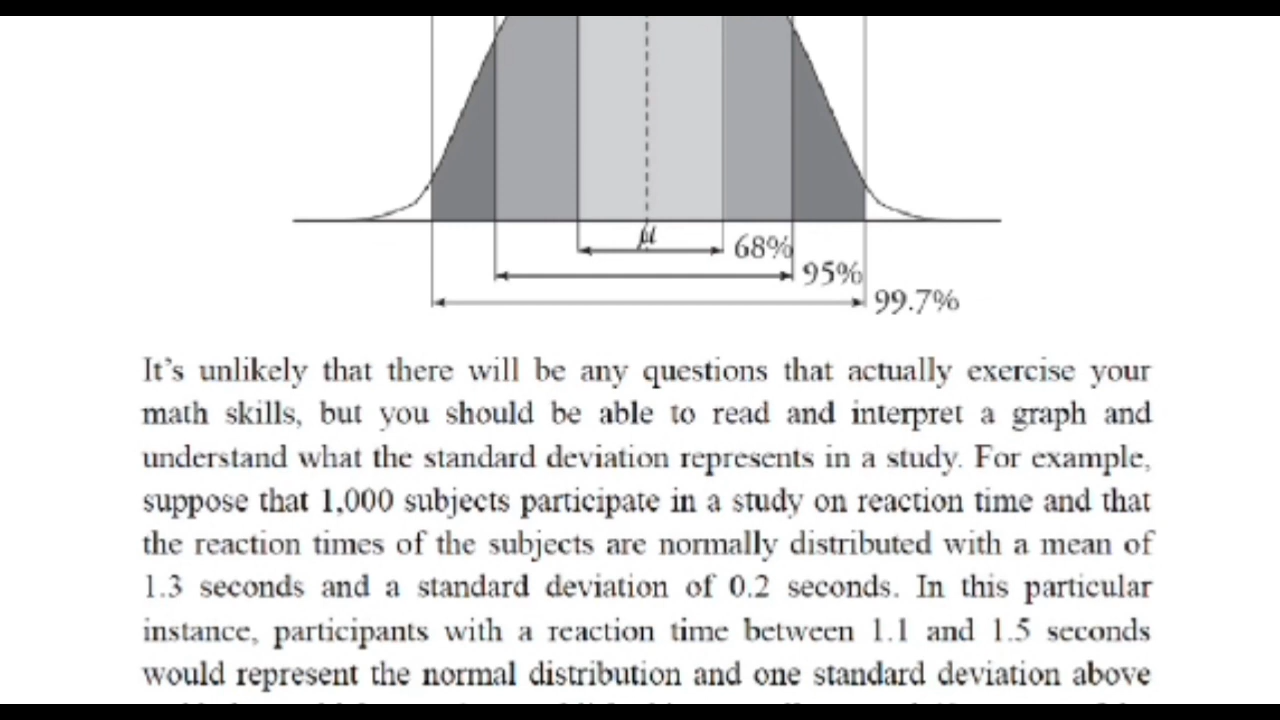 μ
68%
95%
99.7%
It's unlikely that there will be any questions that actually exercise your
math skills, but you should be able to read and interpret a graph and
understand what the standard deviation represents in a study. For example,
suppose that 1,000 subjects participate in a study on reaction time and that
the reaction times of the subjects are normally distributed with a mean of
1.3 seconds and a standard deviation of 0.2 seconds. In this particular
instance, participants with a reaction time between 1.1 and 1.5 seconds
would represent the normal distribution and one standard deviation above